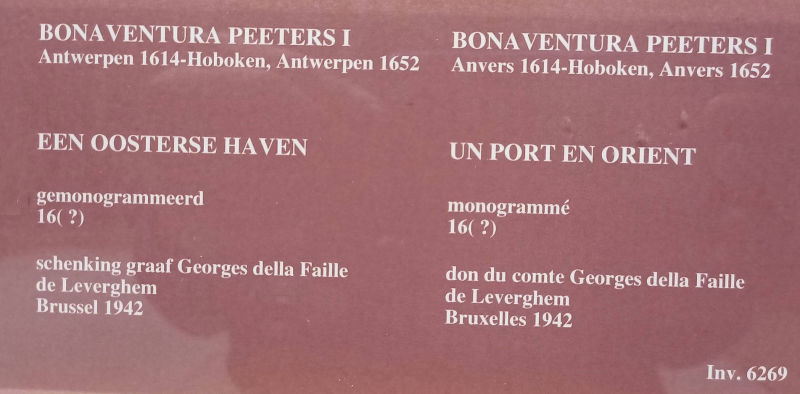 BONAVENTURA PEETERS I
Antwerpen 1614-Hoboken, Antwerpen 1652
EEN OOSTERSE HAVEN
gemonogrammeerd
16( ?)
schenking graaf Georges della Faille
de Leverghem
Brussel 1942
BONAVENTURA PEETERS I
Anvers 1614-Hoboken, Anvers 1652
UN PORT EN ORIENT
monogrammé
16( ?)
don du comte Georges della Faille
de Leverghem
Bruxelles 1942
Inv. 6269